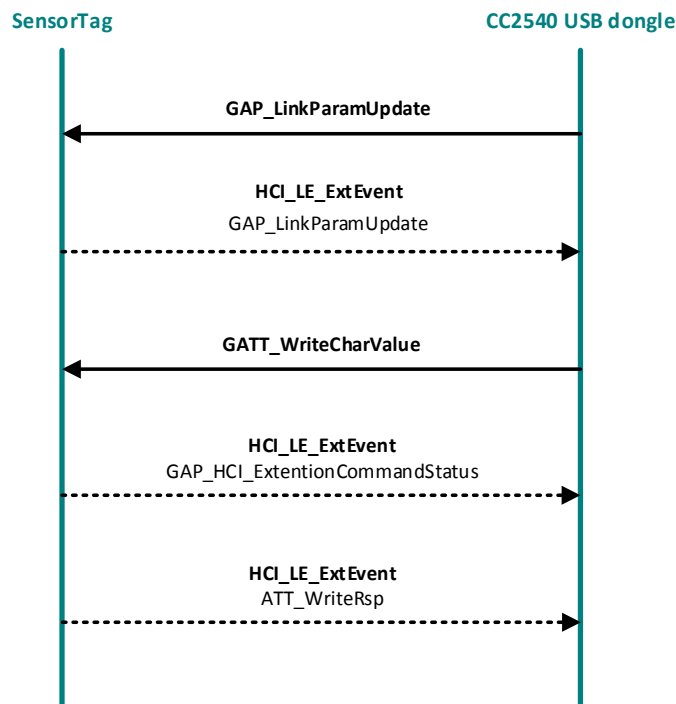 SensorTag
CC2540 USB dongle
GAP_LinkParamUpdate
HCI_LE_ExtEvent
GAP_LinkParamUpdate
GATT_WriteCharValue
HCI_LE_ExtEvent
GAP_HCI_ExtentionCommandStatus
HCI_LE_ExtEvent
ATT_WriteRsp